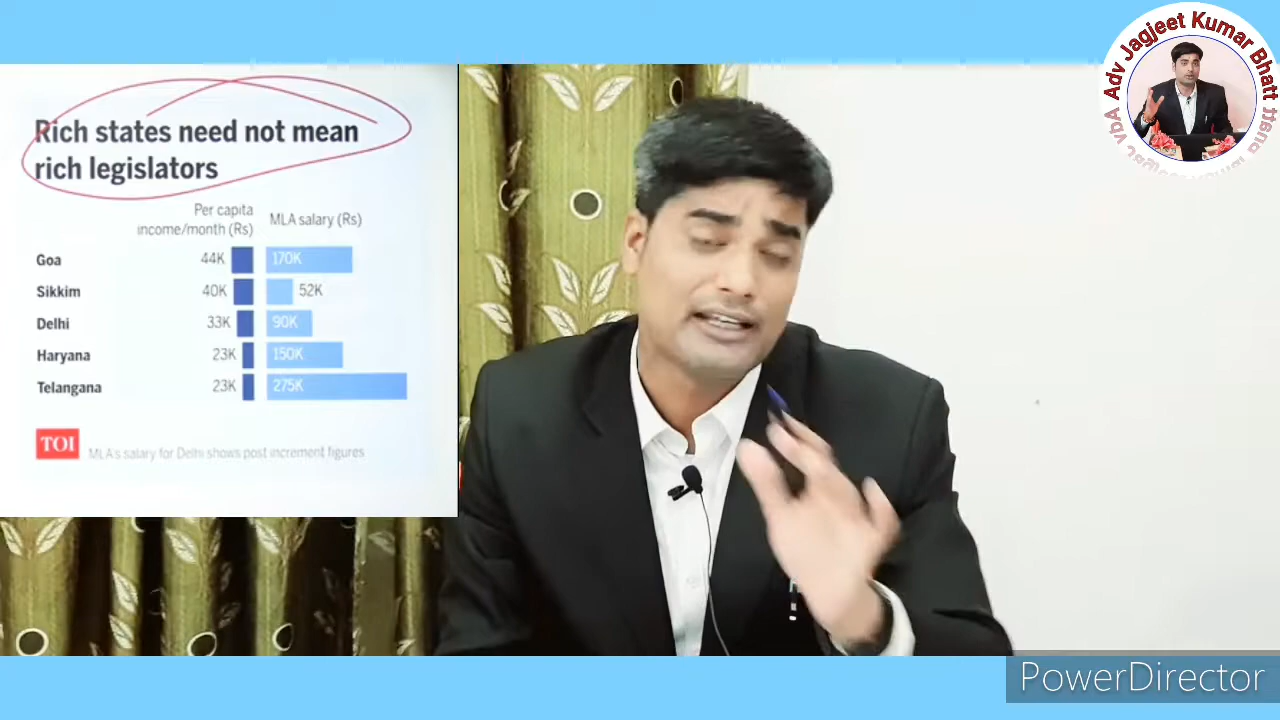 Rich states need not mean
rich legislators
Per capita
income/month (Rs)
MLA salary (Rs)
Goa 44K 170K
Sikkim 40K 52K
Delhi 33K 90K
Haryana 23K 150K
Telangana 23K 275K
TOI
MLA's salary for Delhi shows post increment figures
Adv Jagjeet Kumar Bhatt
PowerDirector